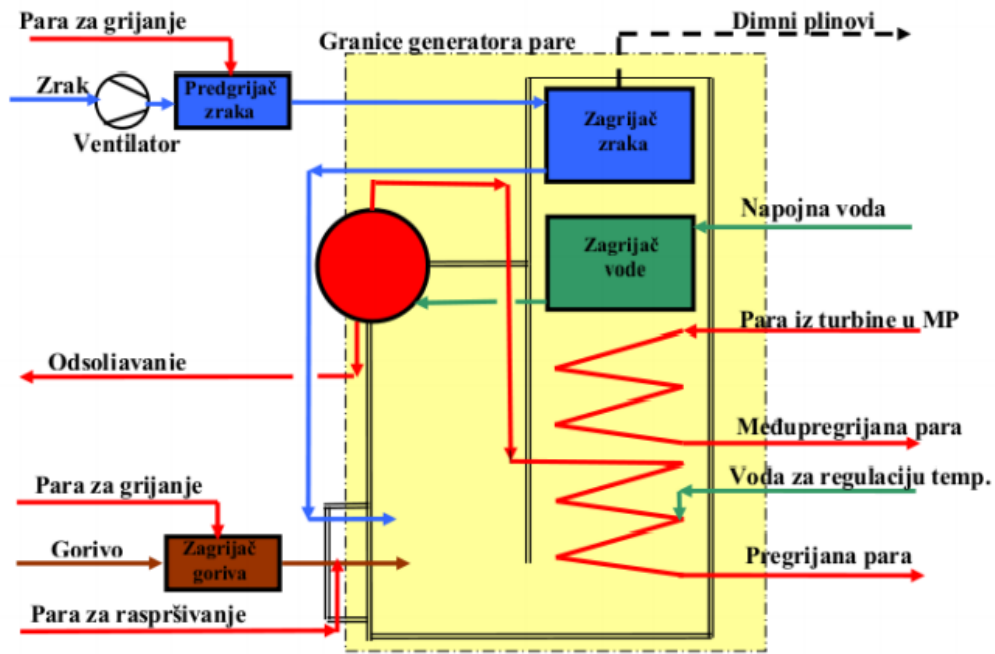 Para za grijanje
Dimni plinovi
Granice generatora pare
Zrak
Predgrijač
zraka
Ventilator
Zagrijač
zraka
Napojna voda
Zagrijač
vode
Para iz turbine u MP
Odsoljavanje
Međupregrijana para
Voda za regulaciju temp.
Para za grijanje
Gorivo
Zagrijač
goriva
Pregrijana para
Para za raspršivanje